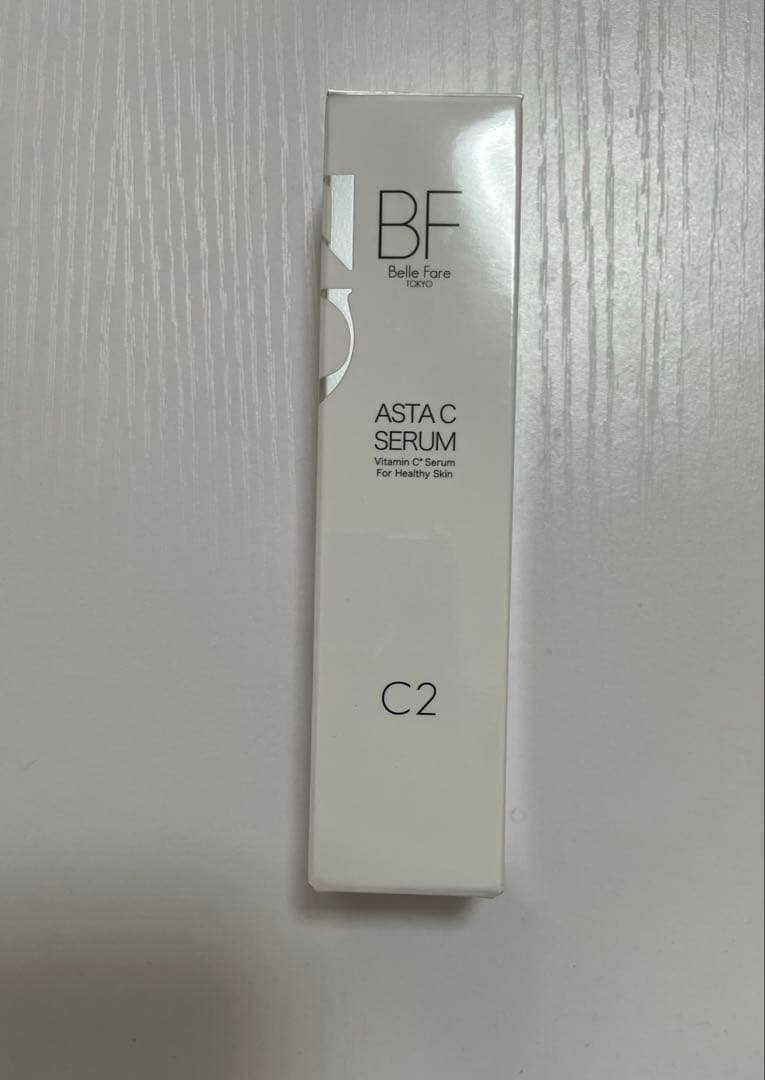 BF
Belle Fare
TOKYO
ASTA C
SERUM
Vitamin C* Serum
For Healthy Skin
C2